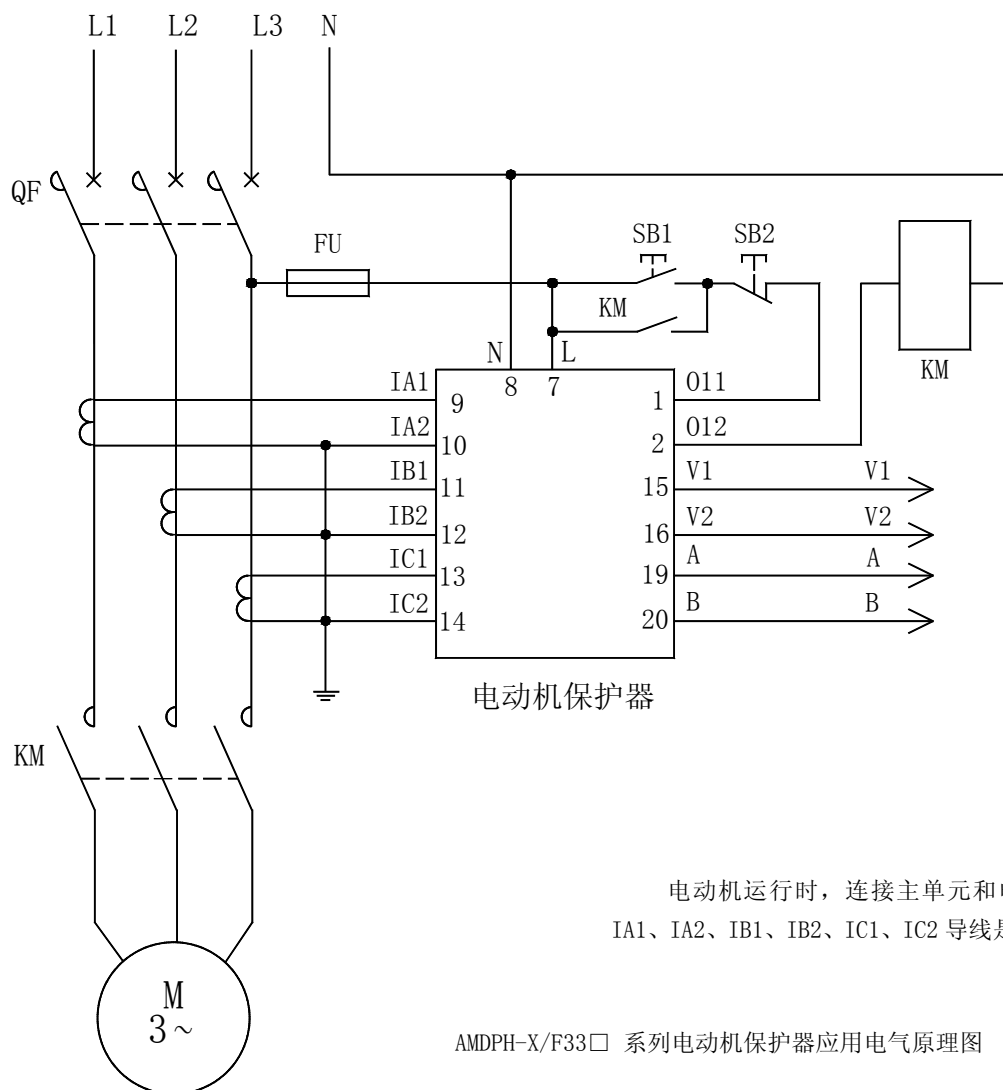 L1 L2 L3 N
QF
FU
SB1 SB2
KM
KM
N L
8 7
IA1
9
IA2
10
IB1
11
IB2
12
IC1
13
IC2
14
1
O11
2
O12
15
V1
V1
16
V2
V2
19
A
A
20
B
B
电动机保护器
KM
电动机运行时，连接主单元和
IA1、IA2、IB1、IB2、IC1、IC2 导线
M
3～
AMDPH-X/F33□ 系列电动机保护器应用电气原理图